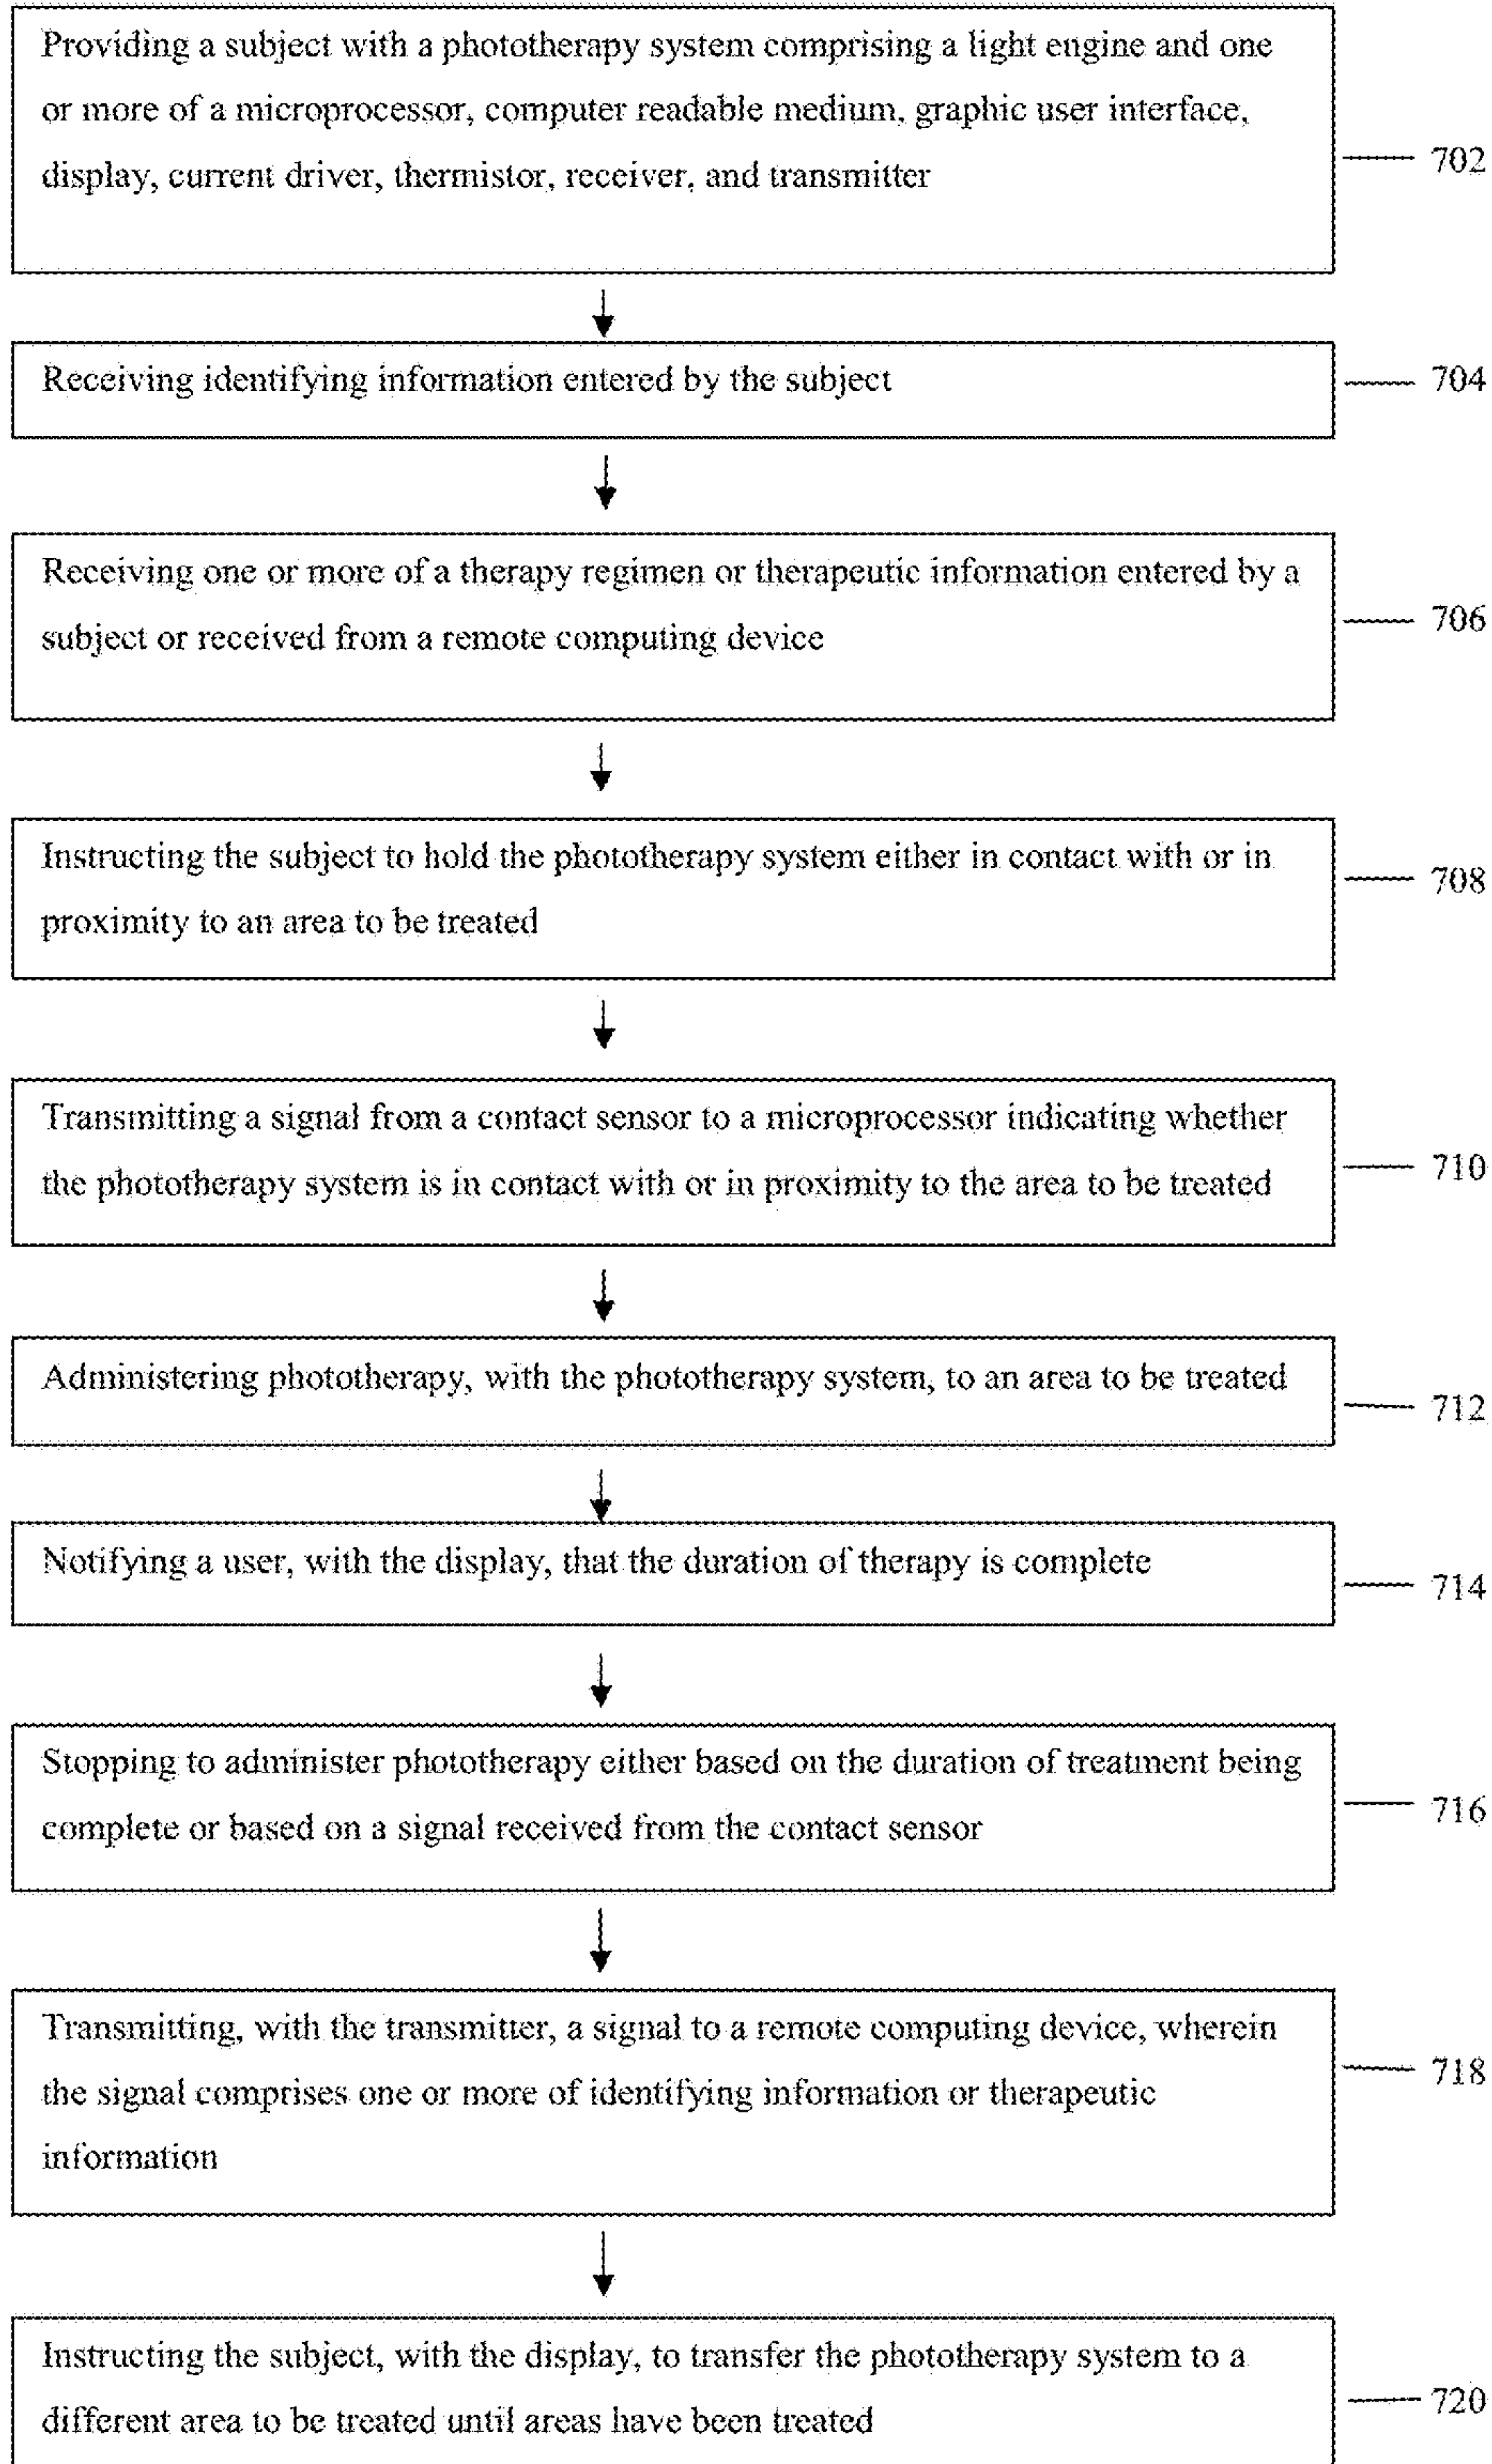 Providing a subject with a phototherapy system comprising a light engine and one
or more of a microprocessor, computer readable medium, graphic user interface,
display, current driver, thermistor, receiver, and transmitter
702
Receiving identifying information entered by the subject
704
Receiving one or more of a therapy regimen or therapeutic information entered by a
subject or received from a remote computing device
706
Instructing the subject to hold the phototherapy system either in contact with or in
proximity to an area to be treated
708
Transmitting a signal from a contact sensor to a microprocessor indicating whether
the phototherapy system is in contact with or in proximity to the area to be treated
710
Administering phototherapy, with the phototherapy system, to an area to be treated
712
Notifying a user, with the display, that the duration of therapy is complete
714
Stopping to administer phototherapy either based on the duration of treatment being
complete or based on a signal received from the contact sensor
716
Transmitting, with the transmitter, a signal to a remote computing device, wherein
the signal comprises one or more of identifying information or therapeutic
information
718
Instructing the subject, with the display, to transfer the phototherapy system to a
different area to be treated until areas have been treated
720